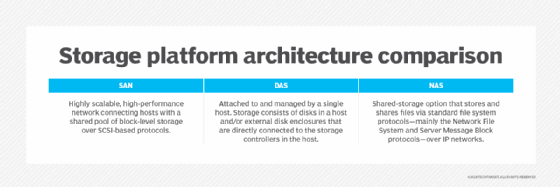 Storage platform architecture comparison
SAN
Highly scalable, high-performance
network connecting hosts with a
shared pool of block-level storage
over SCSI-based protocols.
DAS
Attached to and managed by a single
host. Storage consists of disks in a host
and/or external disk enclosures that
are directly connected to the storage
controllers in the host.
NAS
Shared-storage option that stores and
shares files via standard file system
protocols—mainly the Network File
System and Server Message Block
protocols—over IP networks.